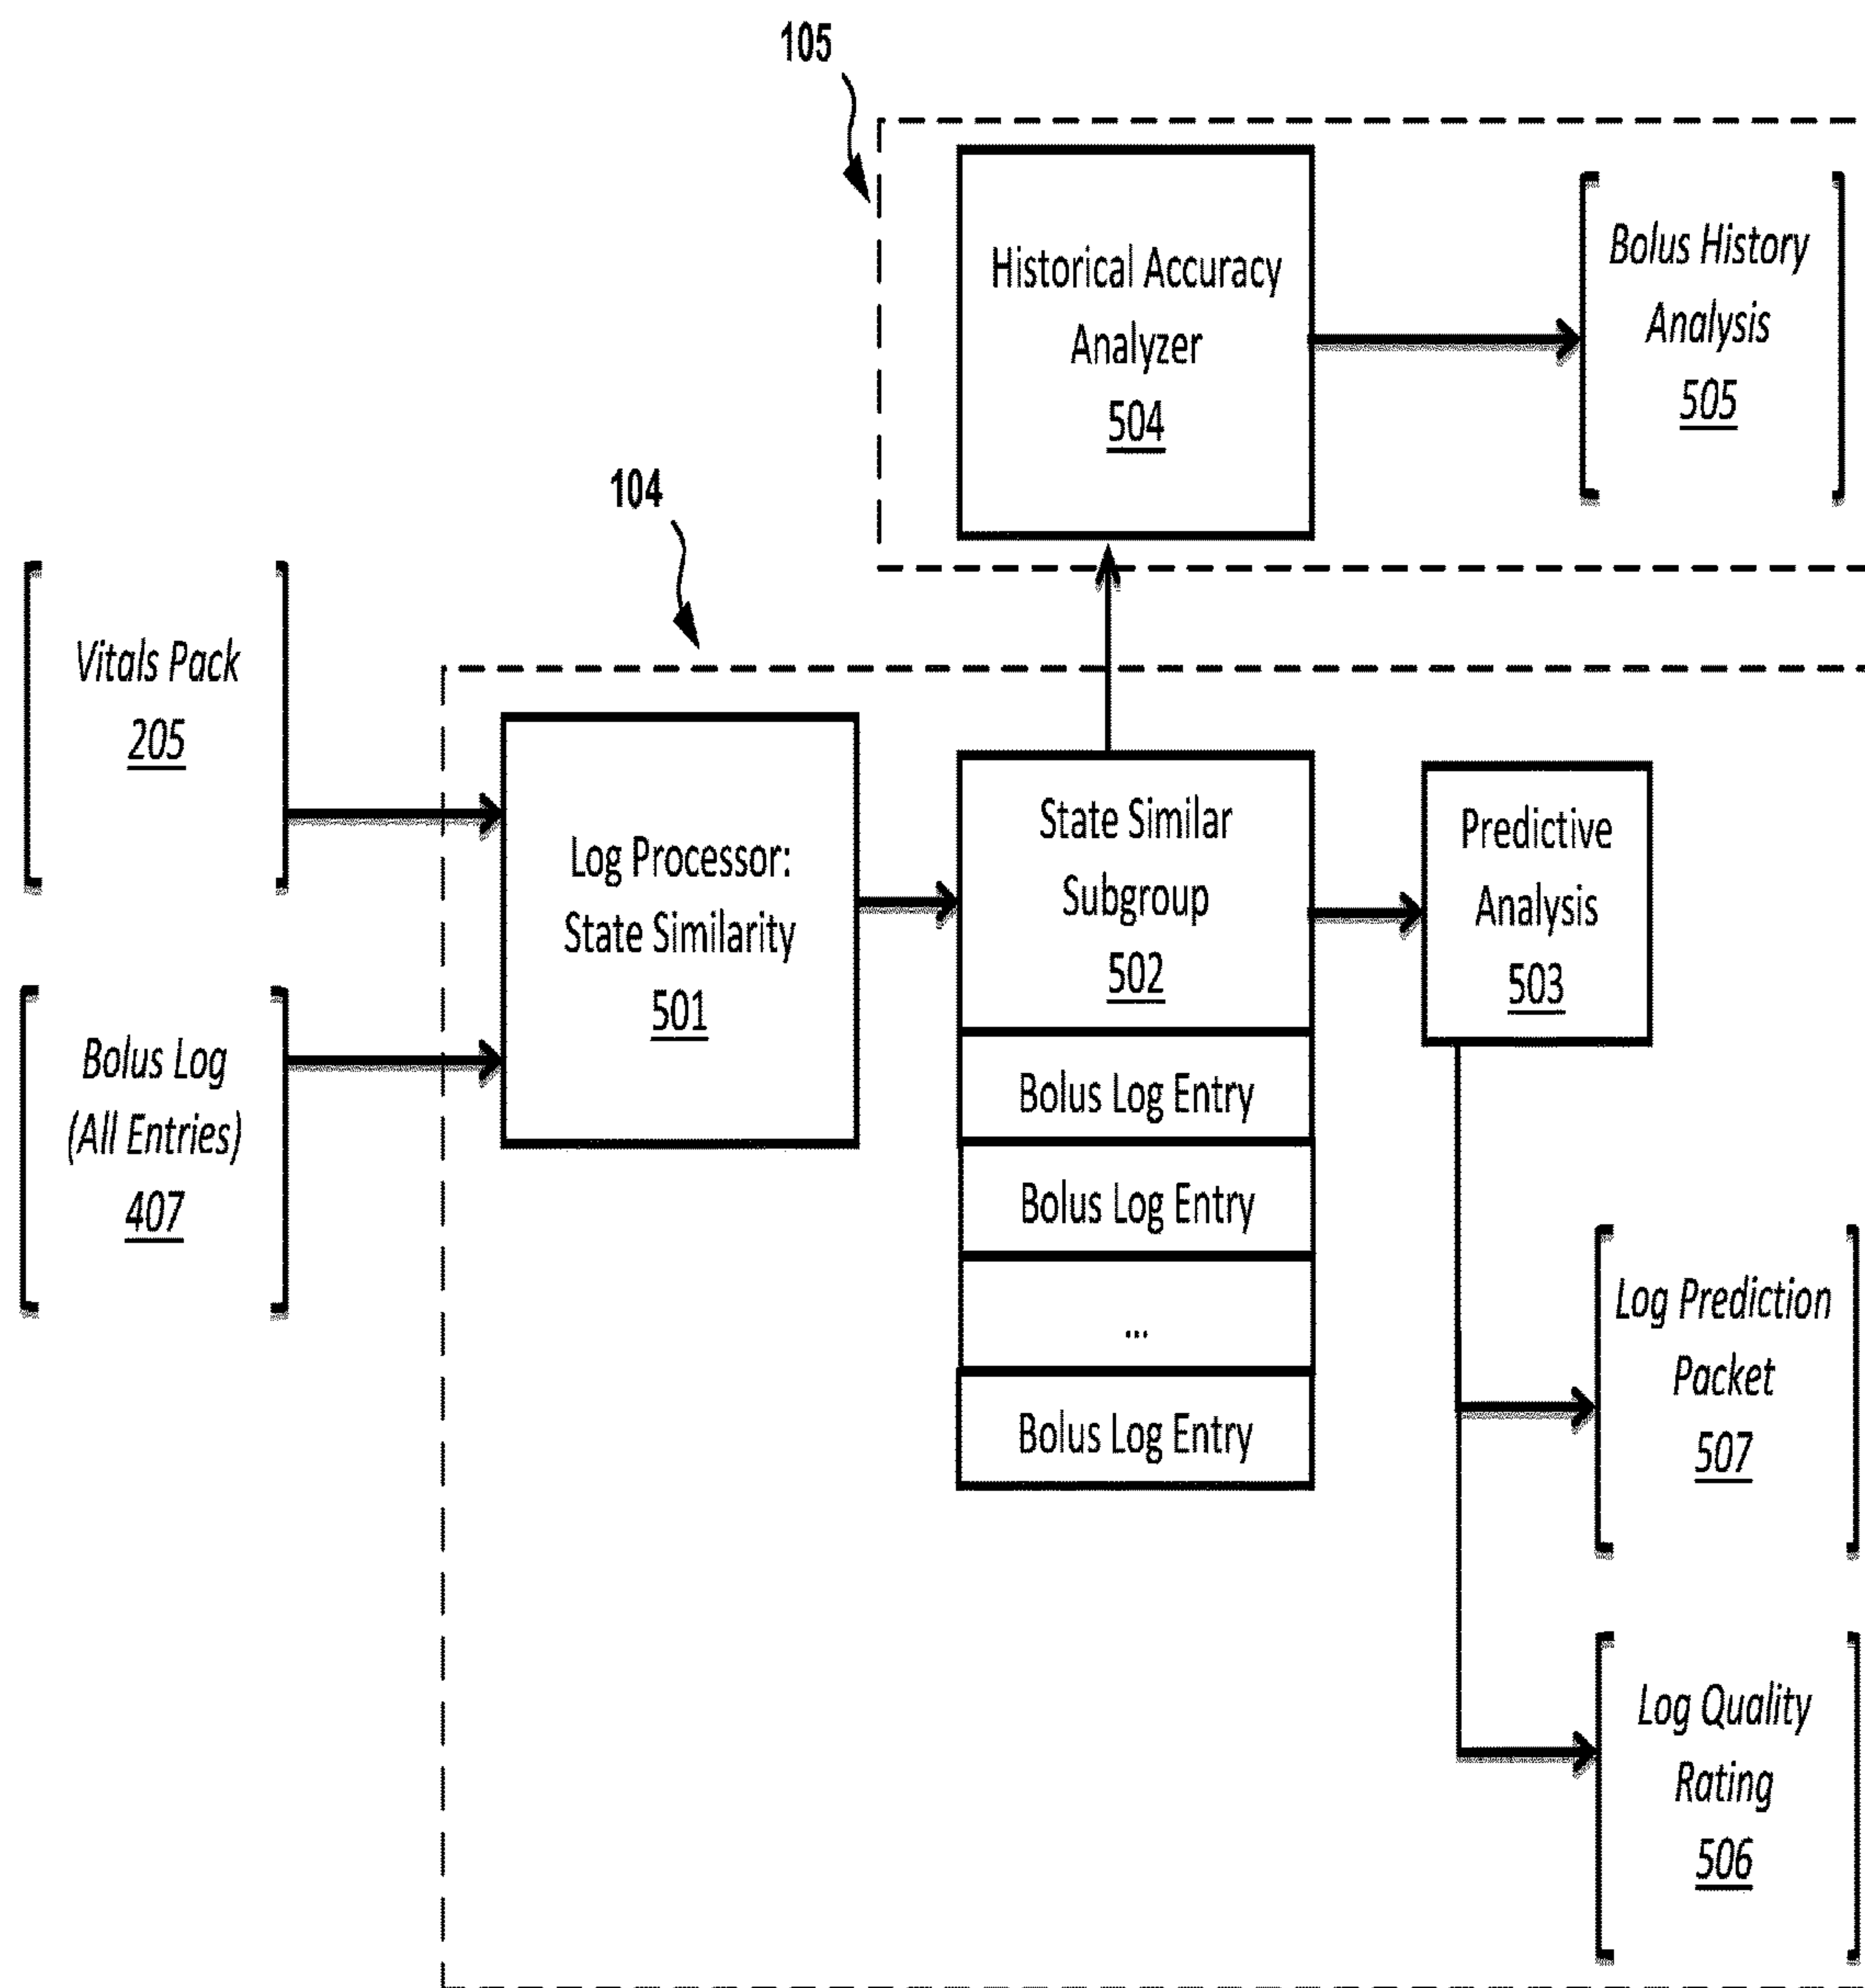 105
Historical Accuracy
Analyzer
504
Bolus History
Analysis
505
104
Vitals Pack
205
Bolus Log
(All Entries)
407
Log Processor:
State Similarity
501
State Similar
Subgroup
502
Bolus Log Entry
Bolus Log Entry
...
Bolus Log Entry
Predictive
Analysis
503
Log Prediction
Packet
507
Log Quality
Rating
506